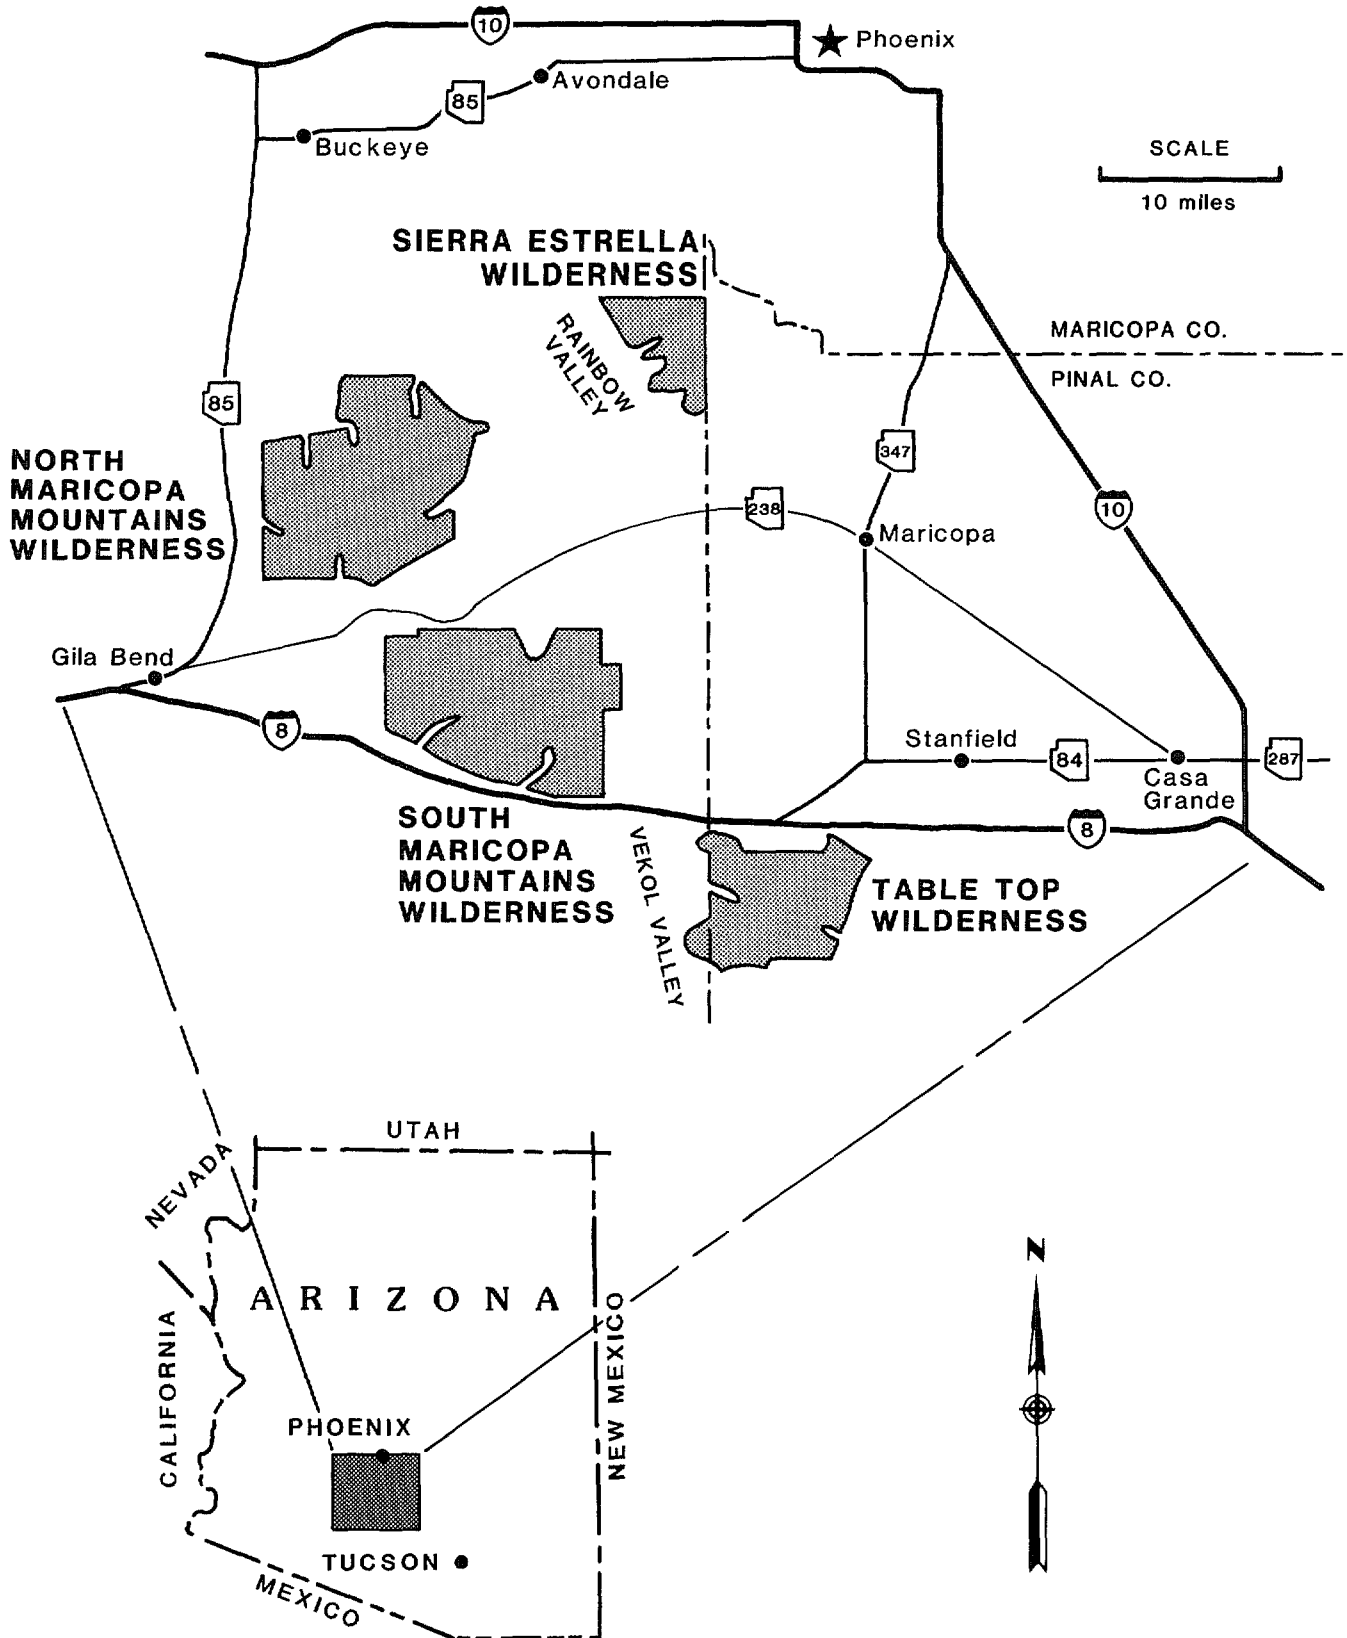 10
Phoenix
Avondale
85
Buckeye
SCALE
10 miles
SIERRA ESTRELLA
WILDERNESS
RAINBOW
VALLEY
MARICOPA CO.
PINAL CO.
85
347
NORTH
MARICOPA
MOUNTAINS
WILDERNESS
238
10
Maricopa
Gila Bend
8
Stanfield
84
287
Casa
Grande
8
SOUTH
MARICOPA
MOUNTAINS
WILDERNESS
VEKOL VALLEY
TABLE TOP
WILDERNESS
UTAH
NEVADA
ARIZONA
CALIFORNIA
NEW MEXICO
N
PHOENIX
TUCSON
MEXICO